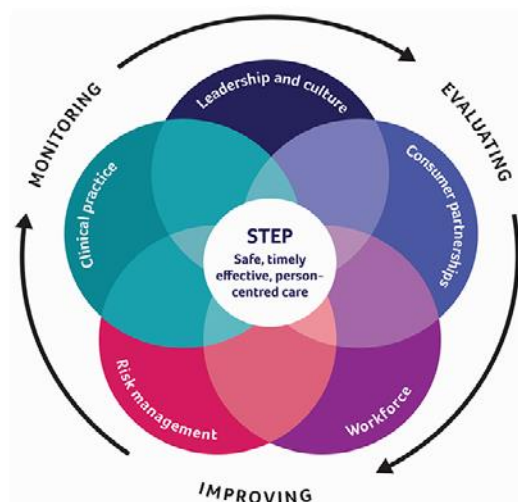 MONITORING
EVALUATING
IMPROVING
Leadership and culture
Consumer partnerships
Workforce
Risk management
Clinical practice
STEP
Safe, timely
effective, person-
centred care